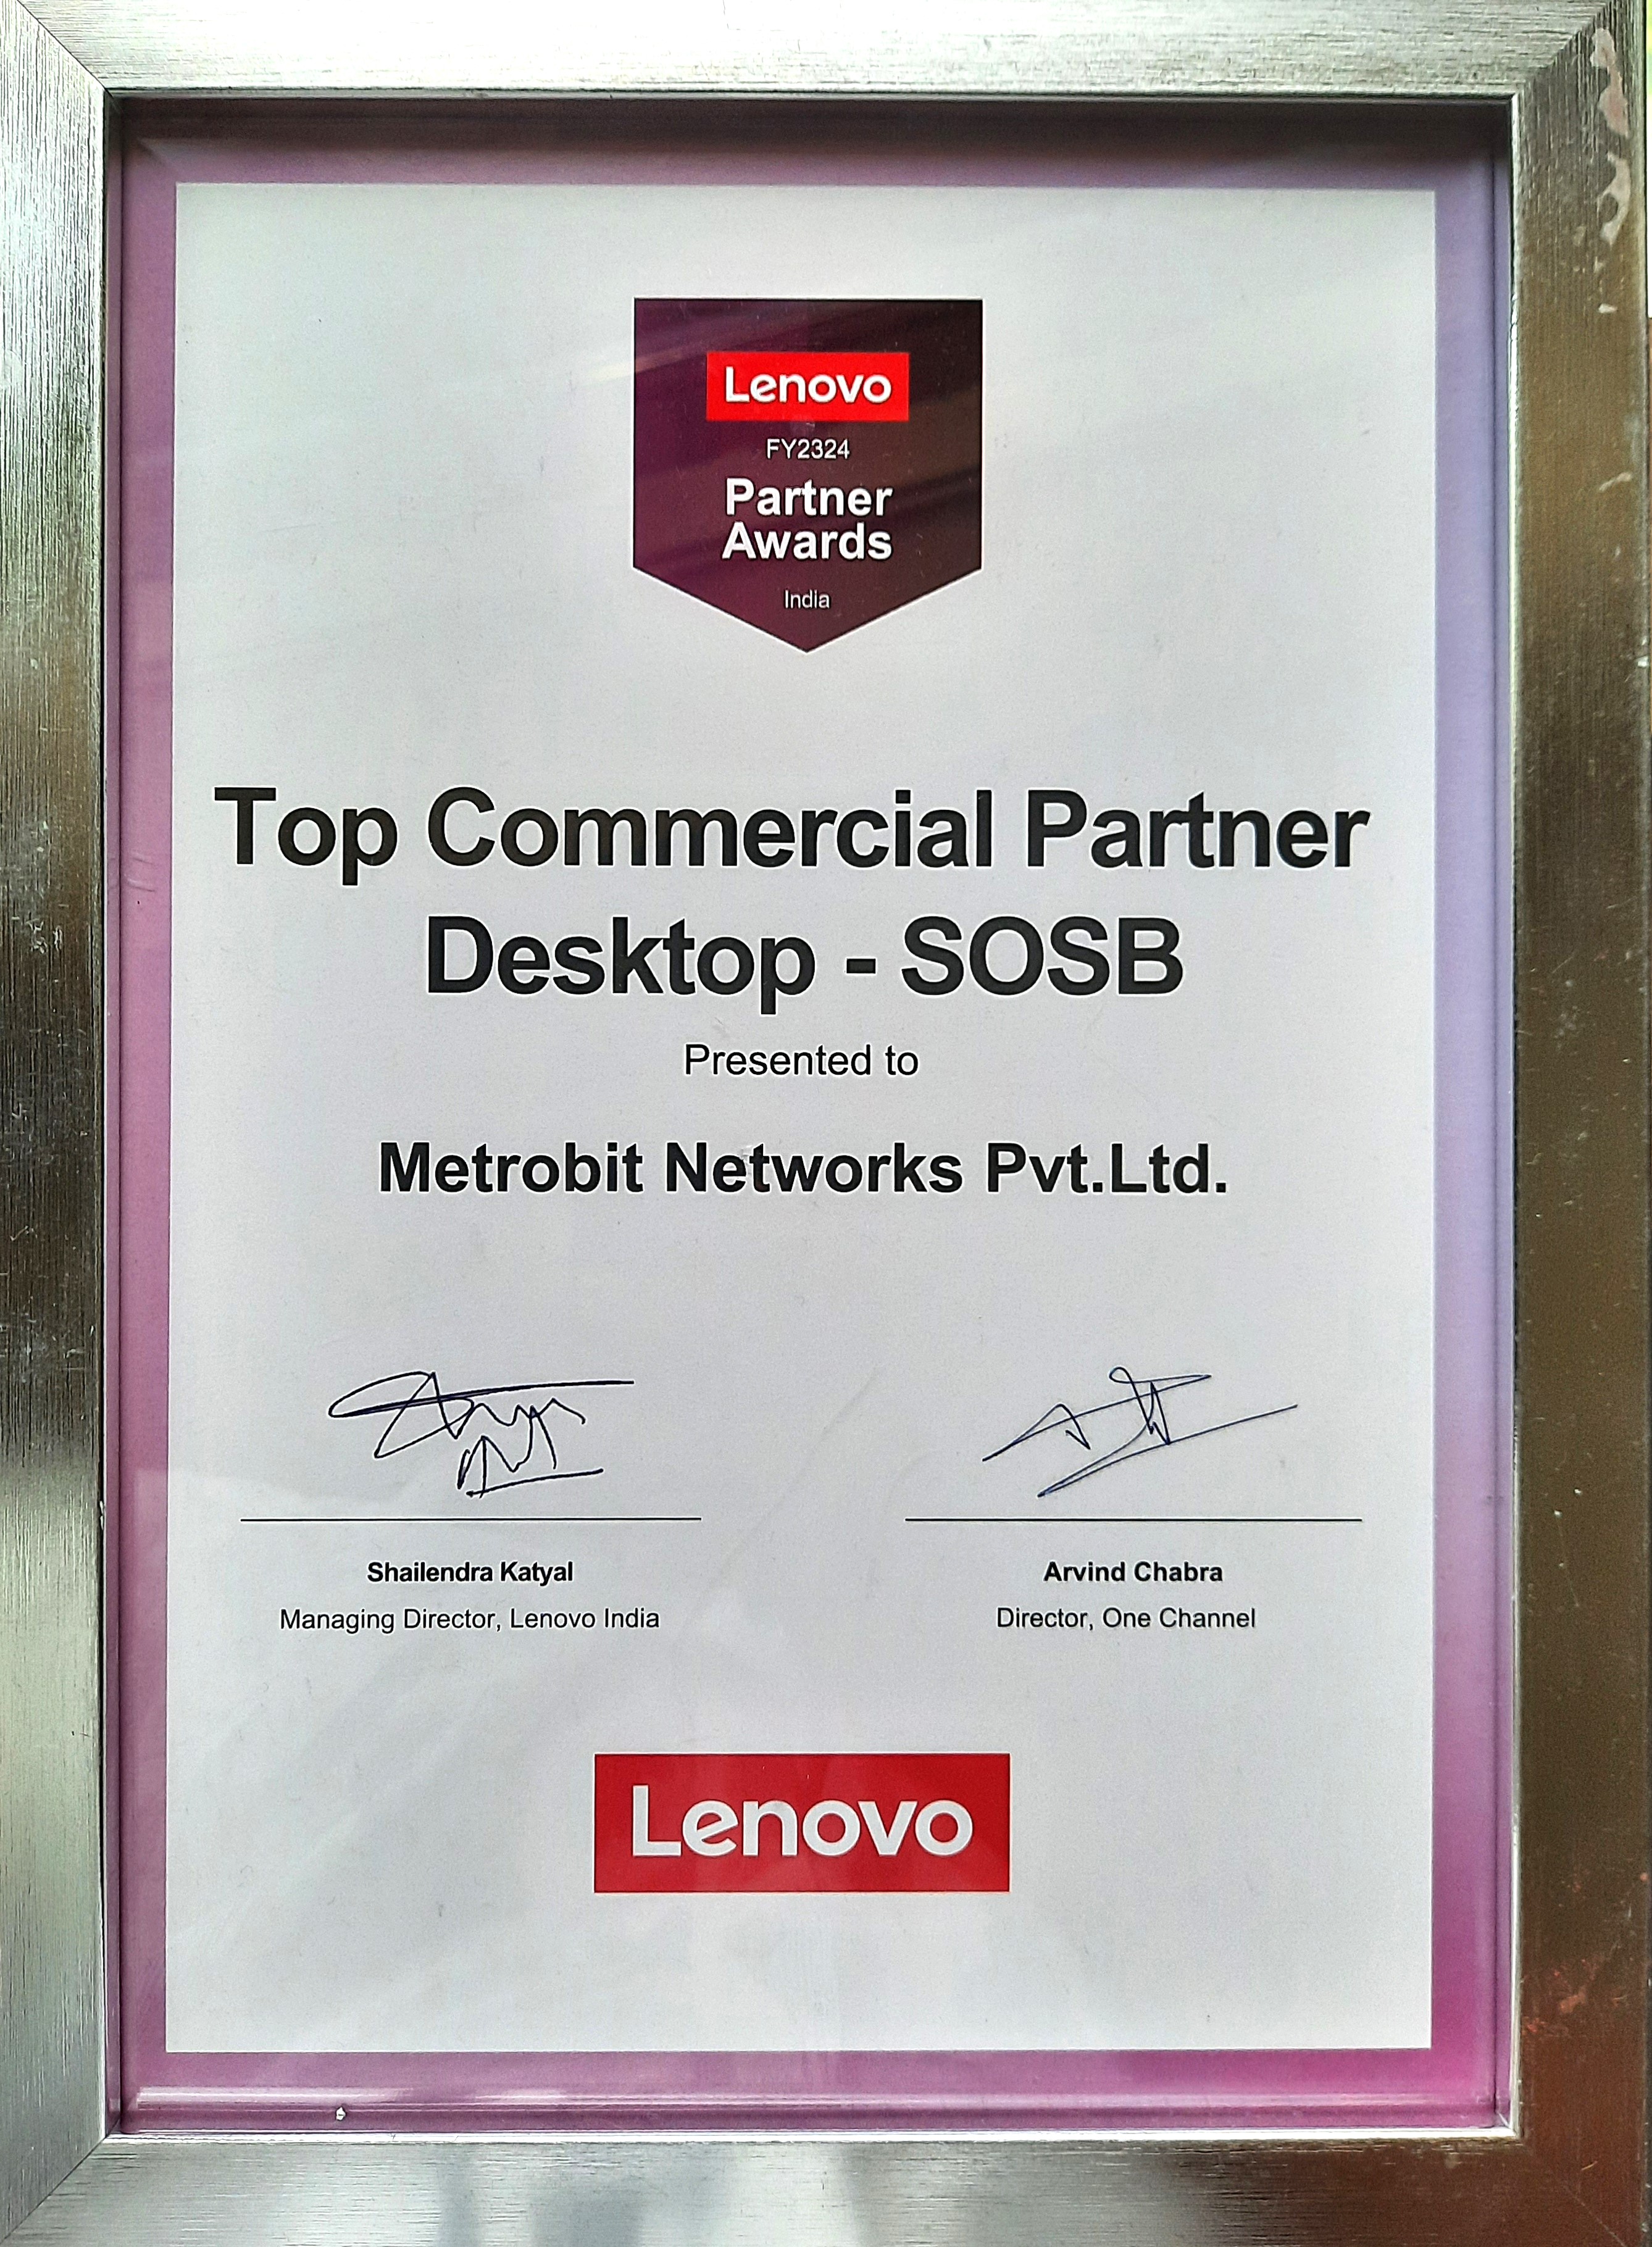 Lenovo
FY2324
Partner
Awards
India
Top Commercial Partner
Desktop - SOSB
Presented to
Metrobit Networks Pvt.Ltd.
Shailendra Katyal
Managing Director, Lenovo India
Arvind Chabra
Director, One Channel
Lenovo